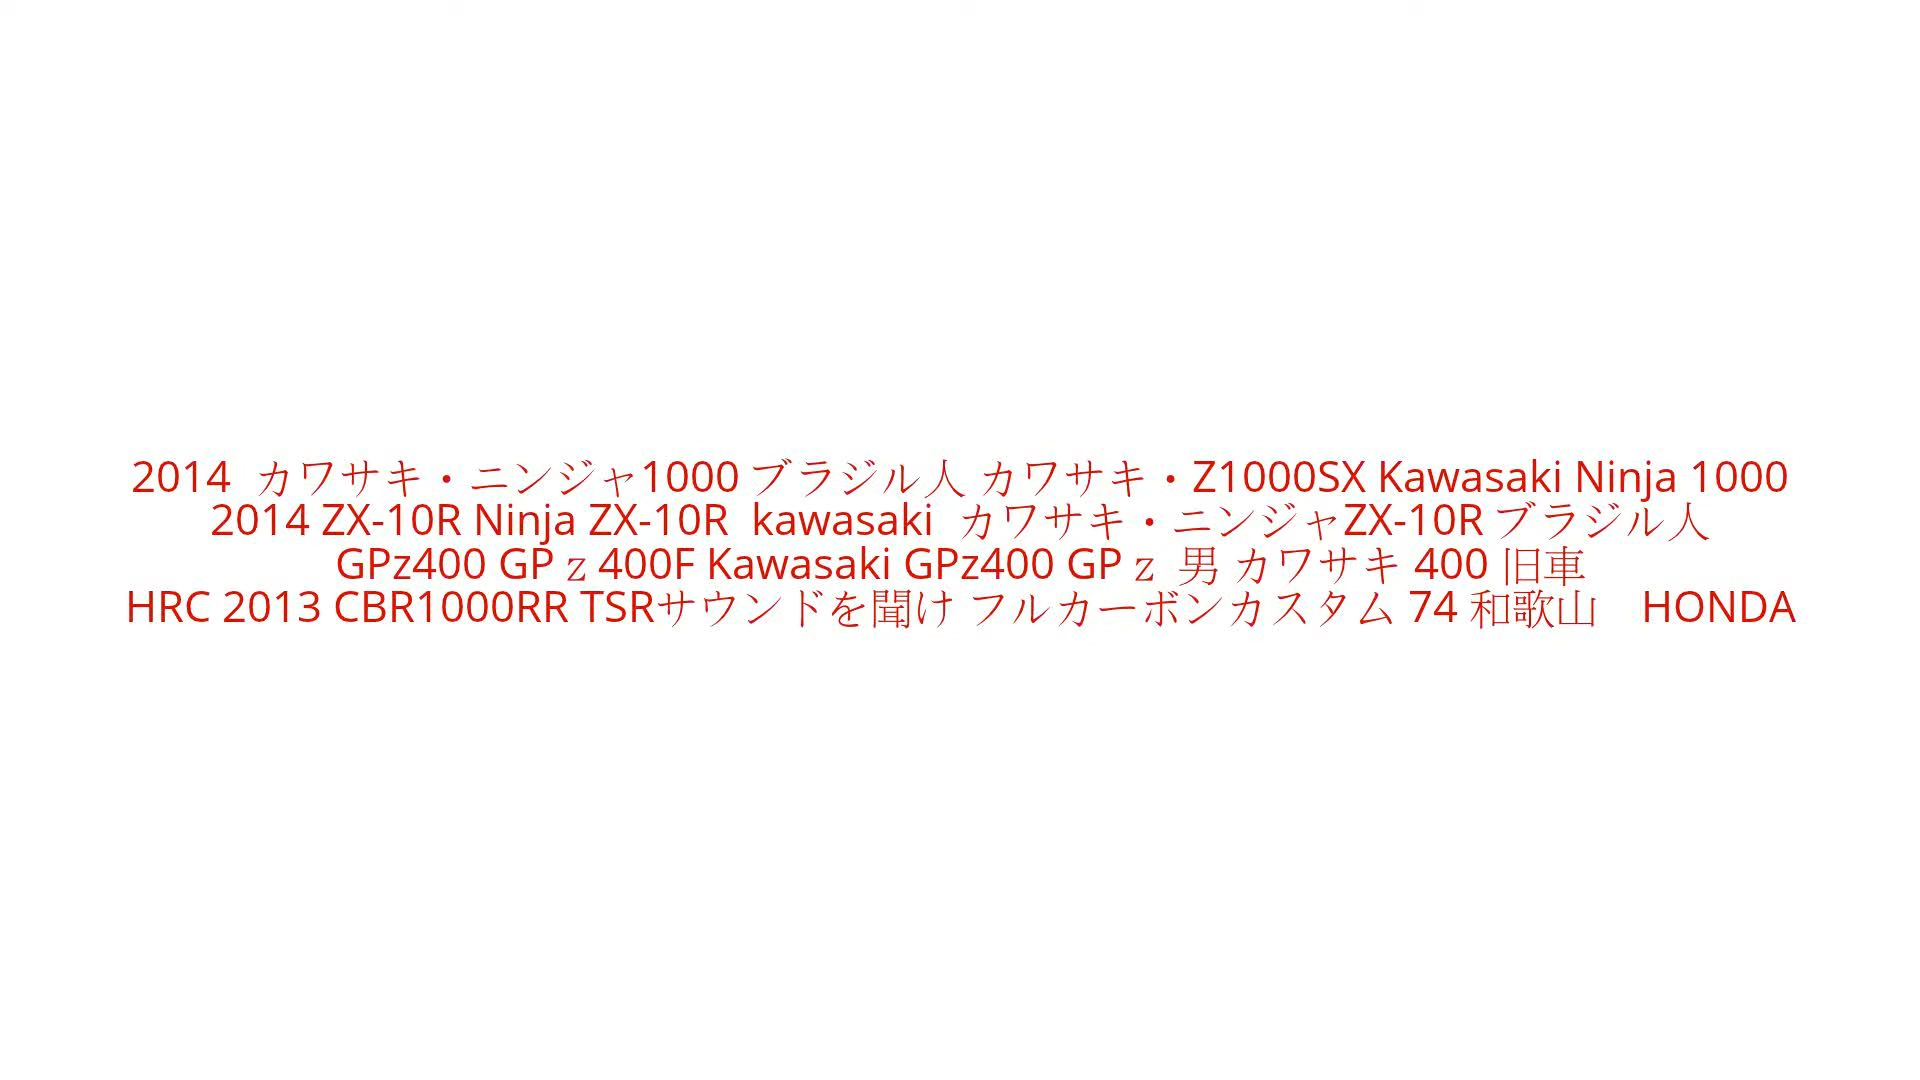 2014  カワサキ・ニンジャ1000 ブラジル人 カワサキ・Z1000SX Kawasaki Ninja 1000
2014 ZX-10R Ninja ZX-10R  kawasaki  カワサキ・ニンジャZX-10R ブラジル人
GPz400 GPｚ400F Kawasaki GPz400 GPｚ 男 カワサキ 400 旧車
HRC 2013 CBR1000RR TSRサウンドを聞け フルカーボンカスタム 74 和歌山　HONDA